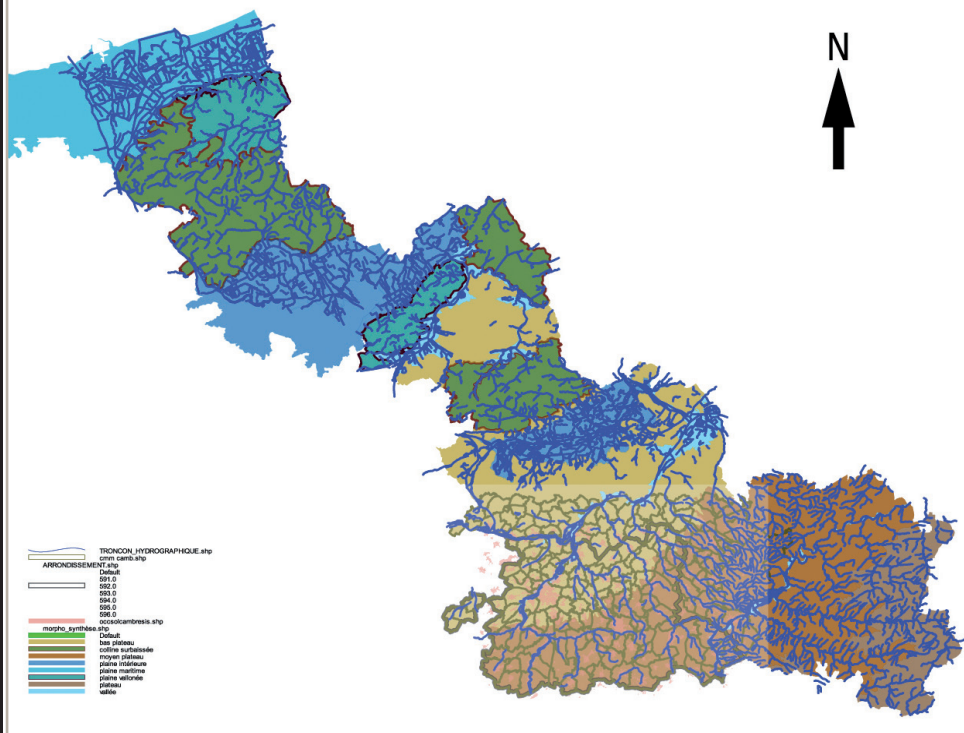 N
TRONCON_HYDROGRAPHIQUE.shp
cmm camb.shp
ARRONDISSEMENT.shp
Default
591.0
592.0
593.0
594.0
595.0
596.0
occsolcambresis.shp
morpho_synthèse.shp
Default
bas plateau
colline surbaissée
moyen plateau
plaine intérieure
plaine maritime
plaine vallonée
plateau
vallée